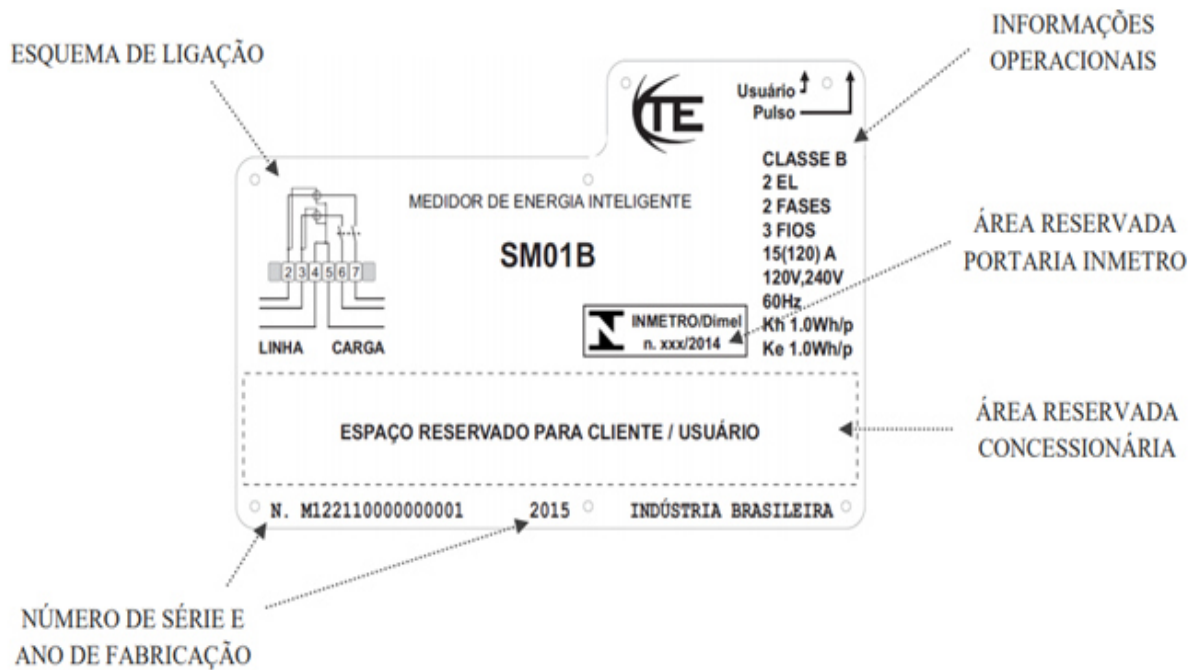 ESQUEMA DE LIGAÇÃO
INFORMAÇÕES
OPERACIONAIS
TE
Usuário
Pulso
CLASSE B
2 EL
2 FASES
3 FIOS
15(120) A
120V,240V
60Hz
Kh 1.0Wh/p
Ke 1.0Wh/p
MEDIDOR DE ENERGIA INTELIGENTE
SM01B
2 3 4 5 6 7
LINHA CARGA
INMETRO/Dimel
n. xxx/2014
ÁREA RESERVADA
PORTARIA INMETRO
ESPAÇO RESERVADO PARA CLIENTE / USUÁRIO
ÁREA RESERVADA
CONCESSIONÁRIA
N. M122110000000001 2015 INDÚSTRIA BRASILEIRA
NÚMERO DE SÉRIE E
ANO DE FABRICAÇÃO